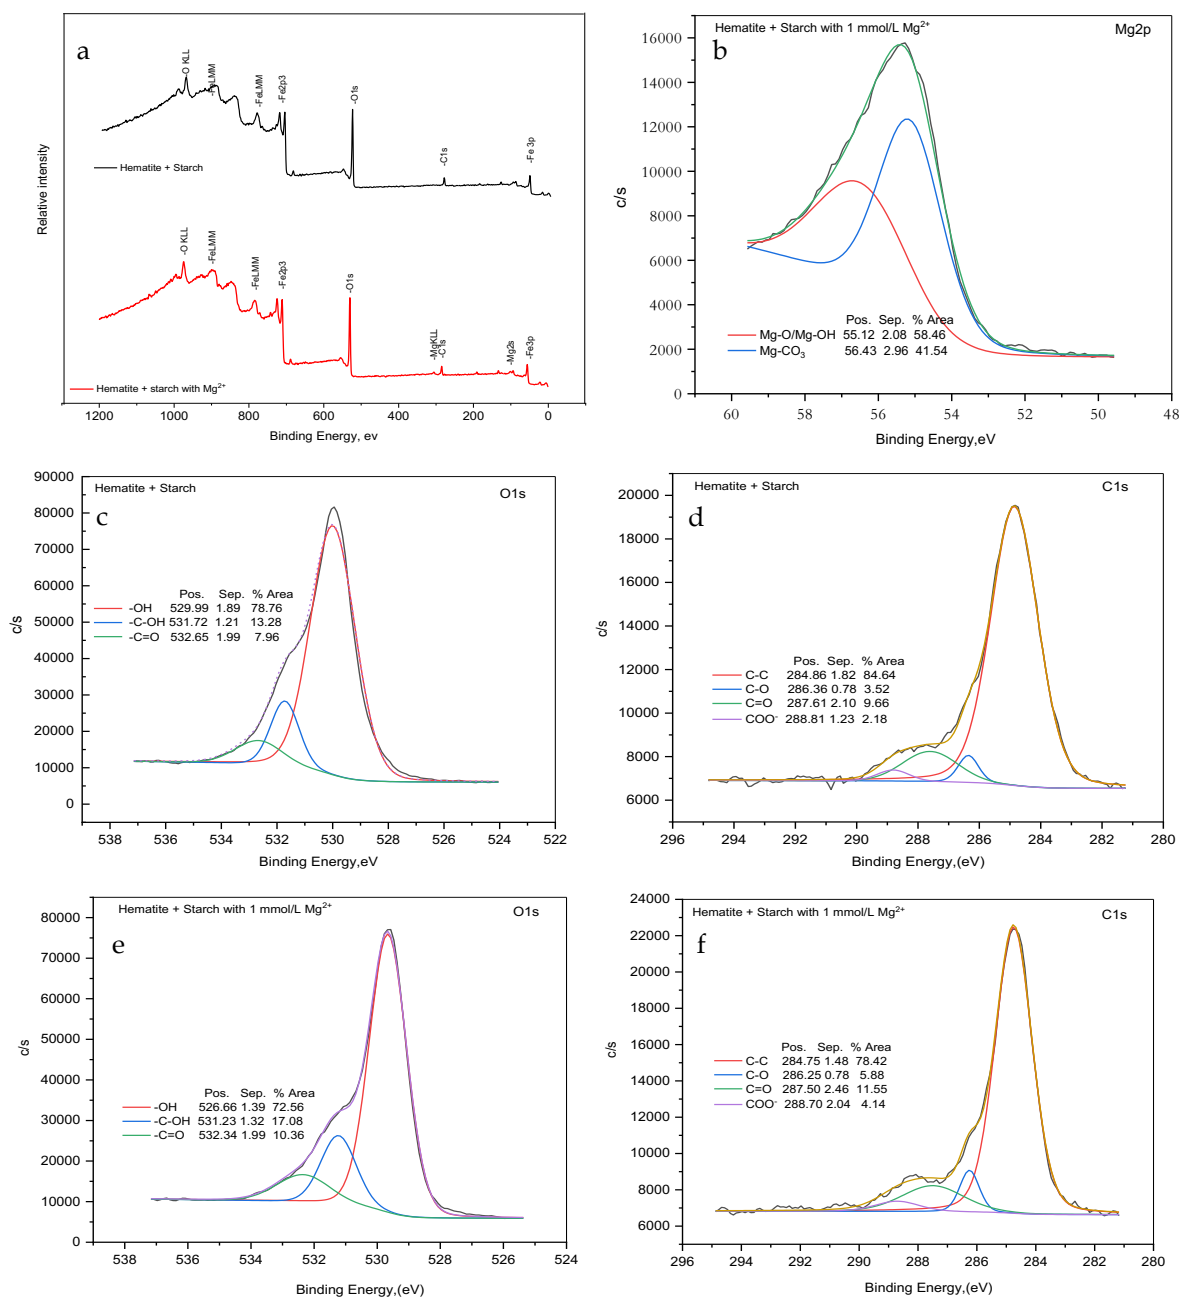 a
-O KLL
-FeLMM
-FeLMM
-Fe2p3
-O1s
-C1s
-Fe 3p
Hematite + Starch
-O KLL
-FeLMM
-FeLMM
-Fe2p3
-O1s
-MgKLL
-C1s
-Mg2s
-Fe3p
Hematite + starch with Mg²⁺
Relative intensity
1200 1000 800 600 400 200 0
Binding Energy, ev
Hematite + Starch with 1 mmol/L Mg²⁺
Mg2p
b
16000
14000
12000
10000
8000
6000
4000
2000
0
c/s
Pos. Sep. % Area
Mg-O/Mg-OH 55.12 2.08 58.46
Mg-CO₃ 56.43 2.96 41.54
60 58 56 54 52 50 48
Binding Energy,eV
Hematite + Starch
O1s
c
90000
80000
70000
60000
50000
40000
30000
20000
10000
0
c/s
Pos. Sep. % Area
-OH 529.99 1.89 78.76
-C-OH 531.72 1.21 13.28
-C=O 532.65 1.99 7.96
538 536 534 532 530 528 526 524 522
Binding Energy,eV
Hematite + Starch
C1s
d
20000
18000
16000
14000
12000
10000
8000
6000
c/s
Pos. Sep. % Area
C-C 284.86 1.82 84.64
C-O 286.36 0.78 3.52
C=O 287.61 2.10 9.66
COO⁻ 288.81 1.23 2.18
296 294 292 290 288 286 284 282 280
Binding Energy,(eV)
Hematite + Starch with 1 mmol/L Mg²⁺
O1s
e
80000
70000
60000
50000
40000
30000
20000
10000
0
c/s
Pos. Sep. % Area
-OH 526.66 1.39 72.56
-C-OH 531.23 1.32 17.08
-C=O 532.34 1.99 10.36
538 536 534 532 530 528 526 524
Binding Energy,(eV)
Hematite + Starch with 1 mmol/L Mg²⁺
C1s
f
24000
22000
20000
18000
16000
14000
12000
10000
8000
6000
c/s
Pos. Sep. % Area
C-C 284.75 1.48 78.42
C-O 286.25 0.78 5.88
C=O 287.50 2.46 11.55
COO⁻ 288.70 2.04 4.14
296 294 292 290 288 286 284 282 280
Binding Energy,(eV)